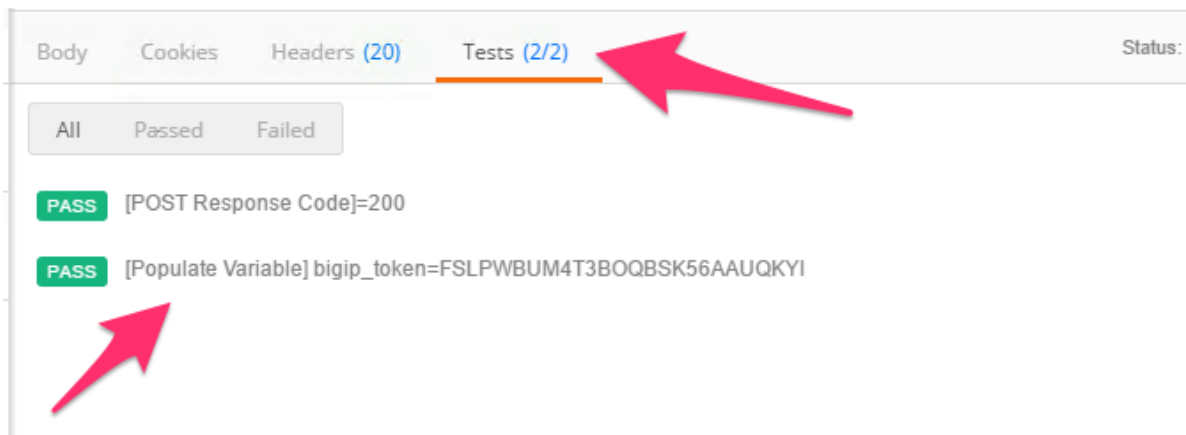 Body Cookies Headers (20) Tests (2/2) Status:
All Passed Failed
PASS [POST Response Code]=200
PASS [Populate Variable] bigip_token=FSLPWBUM4T3BOQBSK56AAUQKYI